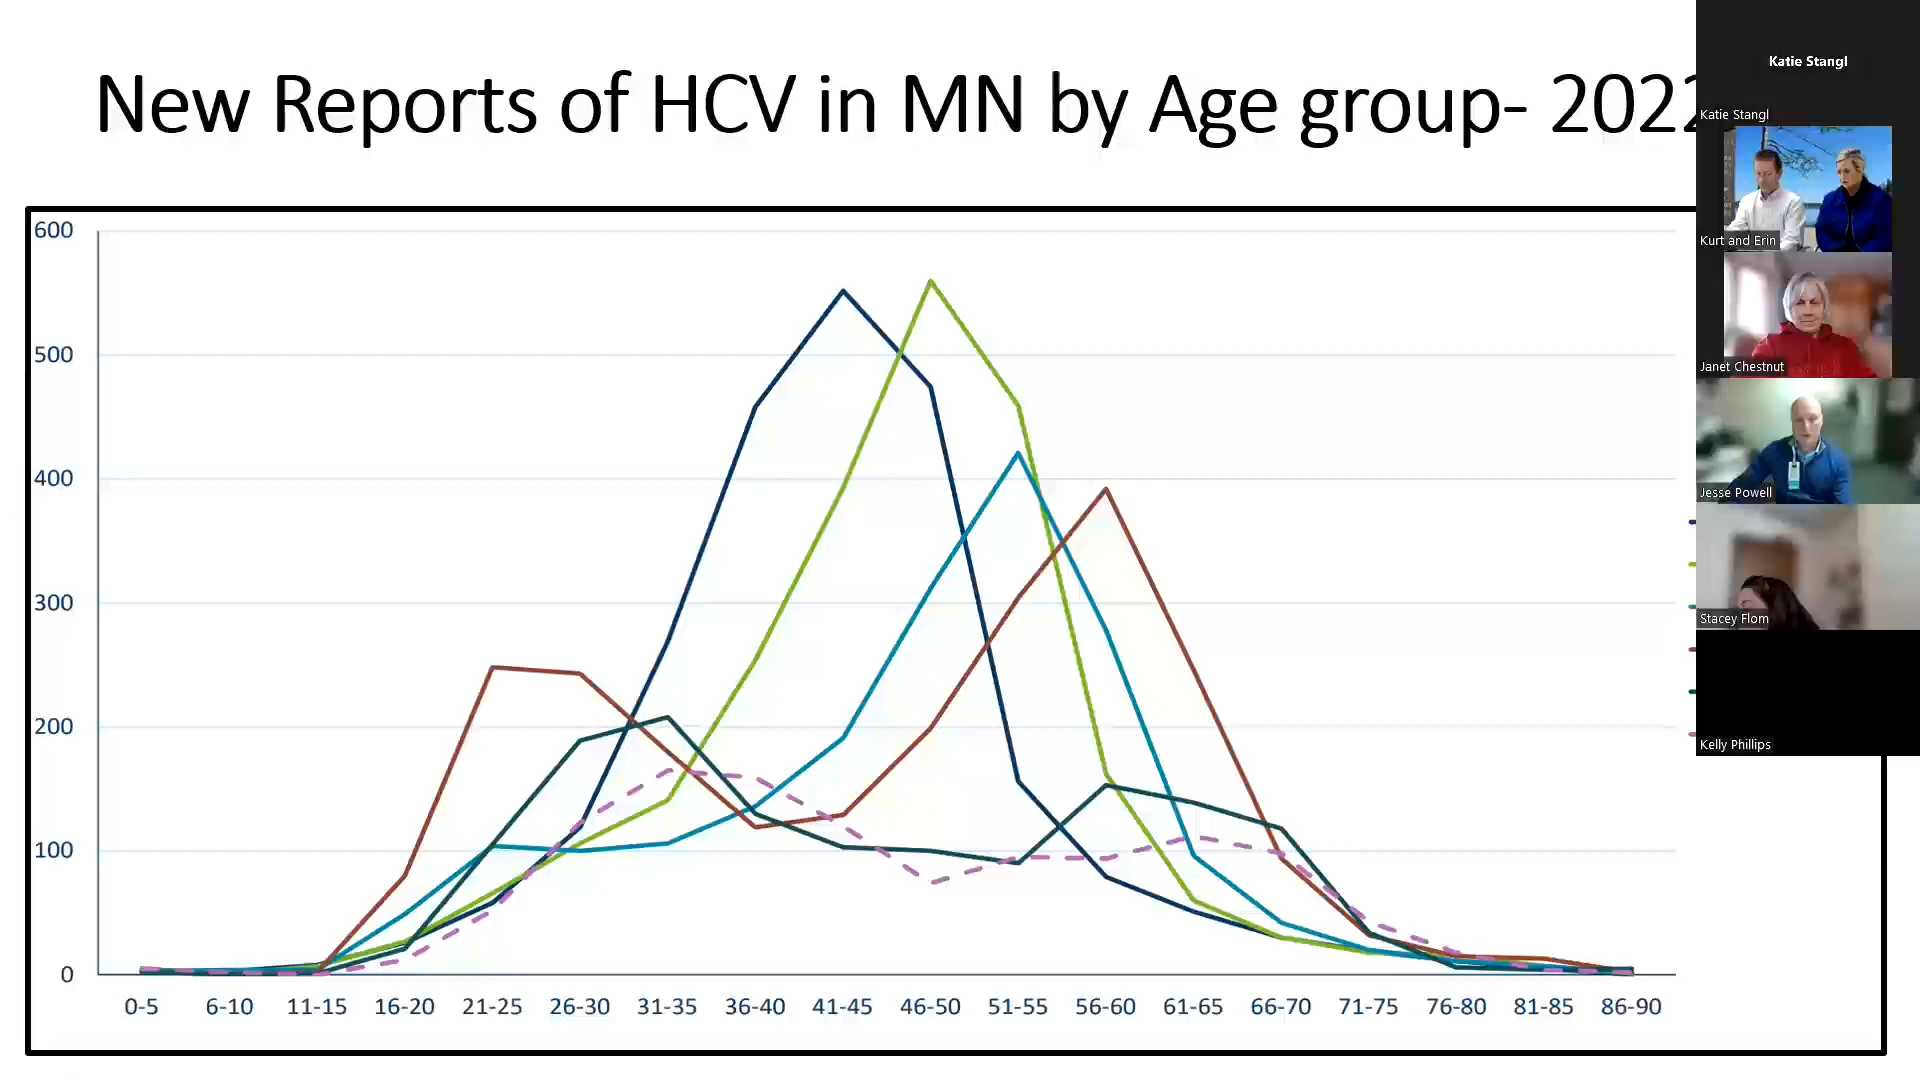 New Reports of HCV in MN by Age group- 2022
Katie Stangl
Katie Stangl
Kurt and Erin
Janet Chestnut
Jesse Powell
Stacey Flom
Kelly Phillips
600
500
400
300
200
100
0
0-5 6-10 11-15 16-20 21-25 26-30 31-35 36-40 41-45 46-50 51-55 56-60 61-65 66-70 71-75 76-80 81-85 86-90